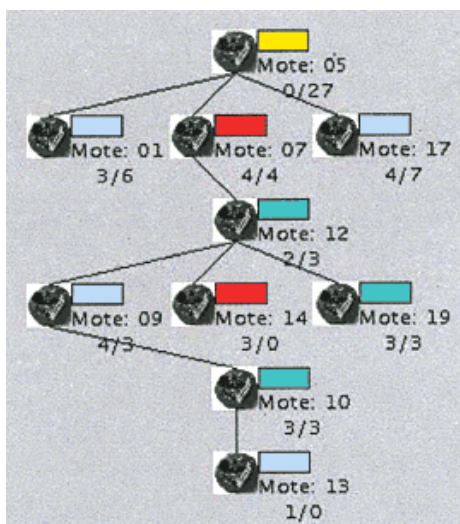 Mote: 05
0/27
Mote: 01
3/6
Mote: 07
4/4
Mote: 17
4/7
Mote: 12
2/3
Mote: 09
4/3
Mote: 14
3/0
Mote: 19
3/3
Mote: 10
3/3
Mote: 13
1/0